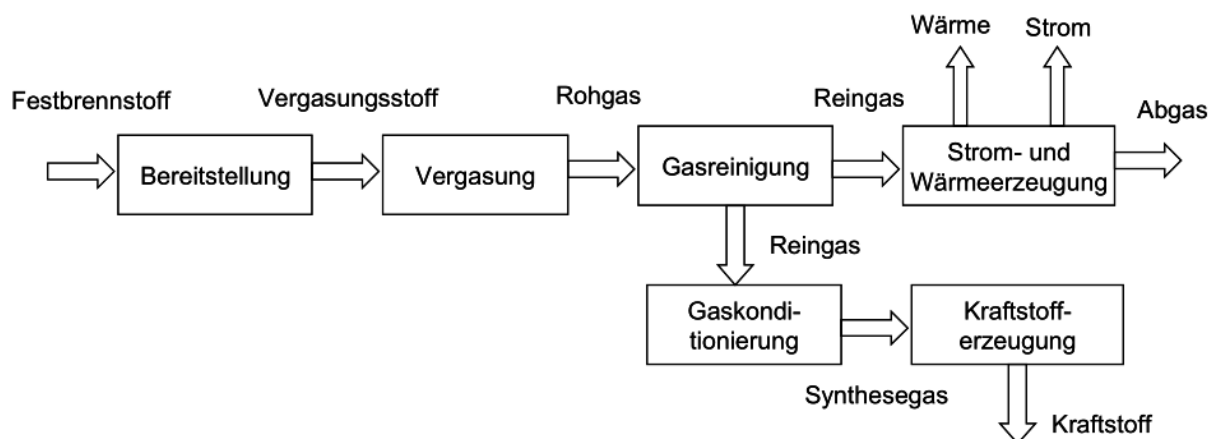 Wärme
Strom
Festbrennstoff
Vergasungsstoff
Rohgas
Reingas
Abgas
Bereitstellung
Vergasung
Gasreinigung
Strom- und
Wärmeerzeugung
Reingas
Gaskondi-
tionierung
Kraftstoff-
erzeugung
Synthesegas
Kraftstoff